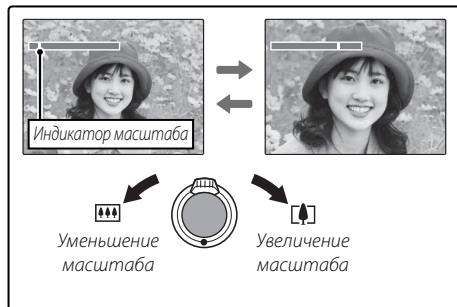 Индикатор масштаба
Уменьшение
масштаба
Увеличение
масштаба